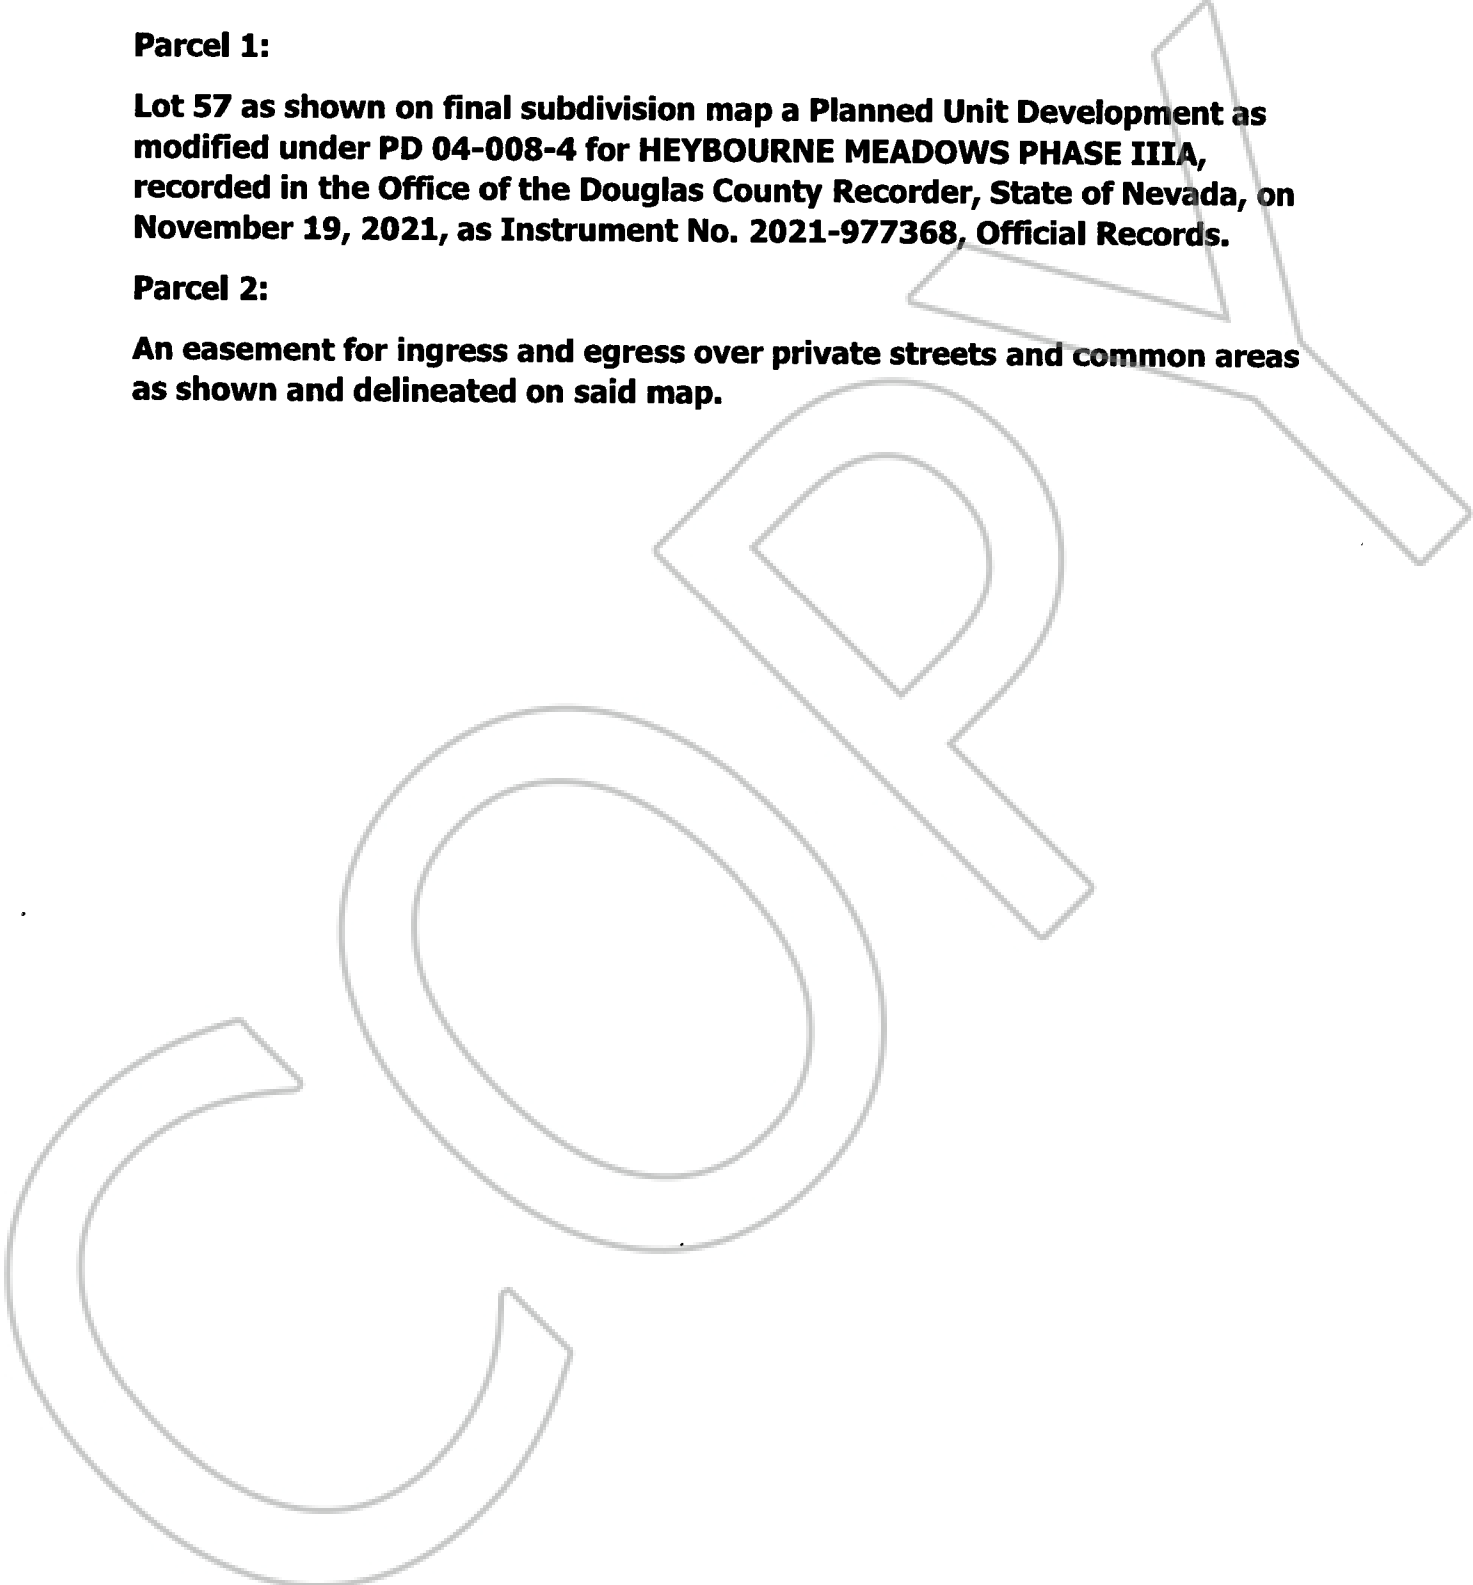 Parcel 1:
Lot 57 as shown on final subdivision map a Planned Unit Development as
modified under PD 04-008-4 for HEYBOURNE MEADOWS PHASE IIIA,
recorded in the Office of the Douglas County Recorder, State of Nevada, on
November 19, 2021, as Instrument No. 2021-977368, Official Records.
Parcel 2:
An easement for ingress and egress over private streets and common areas
as shown and delineated on said map.
COPY